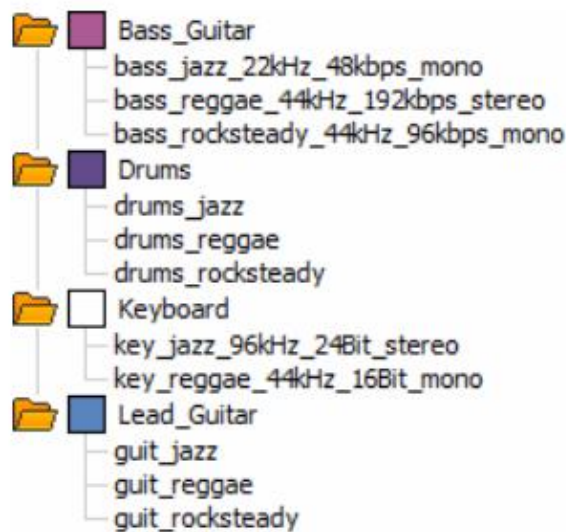 Bass_Guitar
bass_jazz_22kHz_48kbps_mono
bass_reggae_44kHz_192kbps_stereo
bass_rocksteady_44kHz_96kbps_mono
Drums
drums_jazz
drums_reggae
drums_rocksteady
Keyboard
key_jazz_96kHz_24Bit_stereo
key_reggae_44kHz_16Bit_mono
Lead_Guitar
guit_jazz
guit_reggae
guit_rocksteady